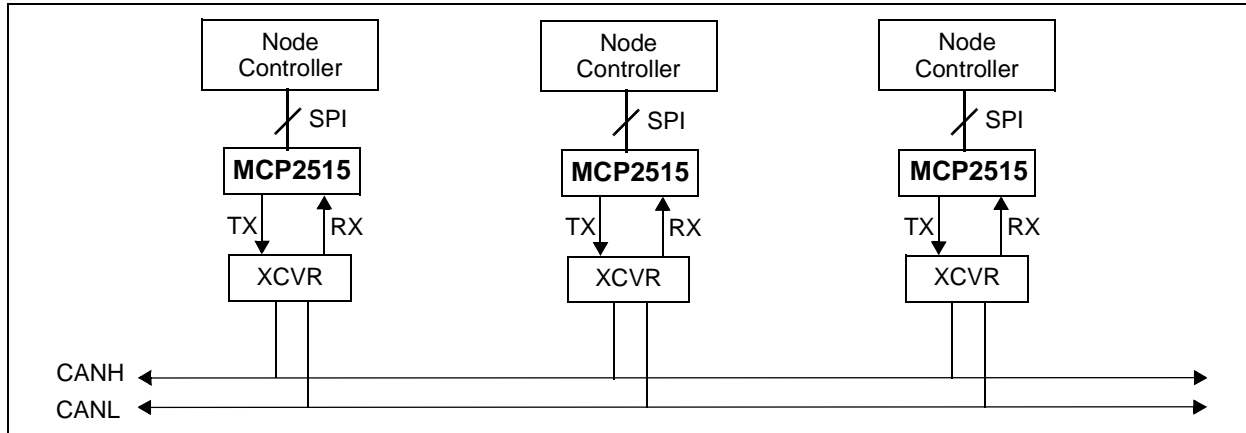 Node
Controller
Node
Controller
Node
Controller
SPI
SPI
SPI
MCP2515
MCP2515
MCP2515
TX
RX
TX
RX
TX
RX
XCVR
XCVR
XCVR
CANH
CANL